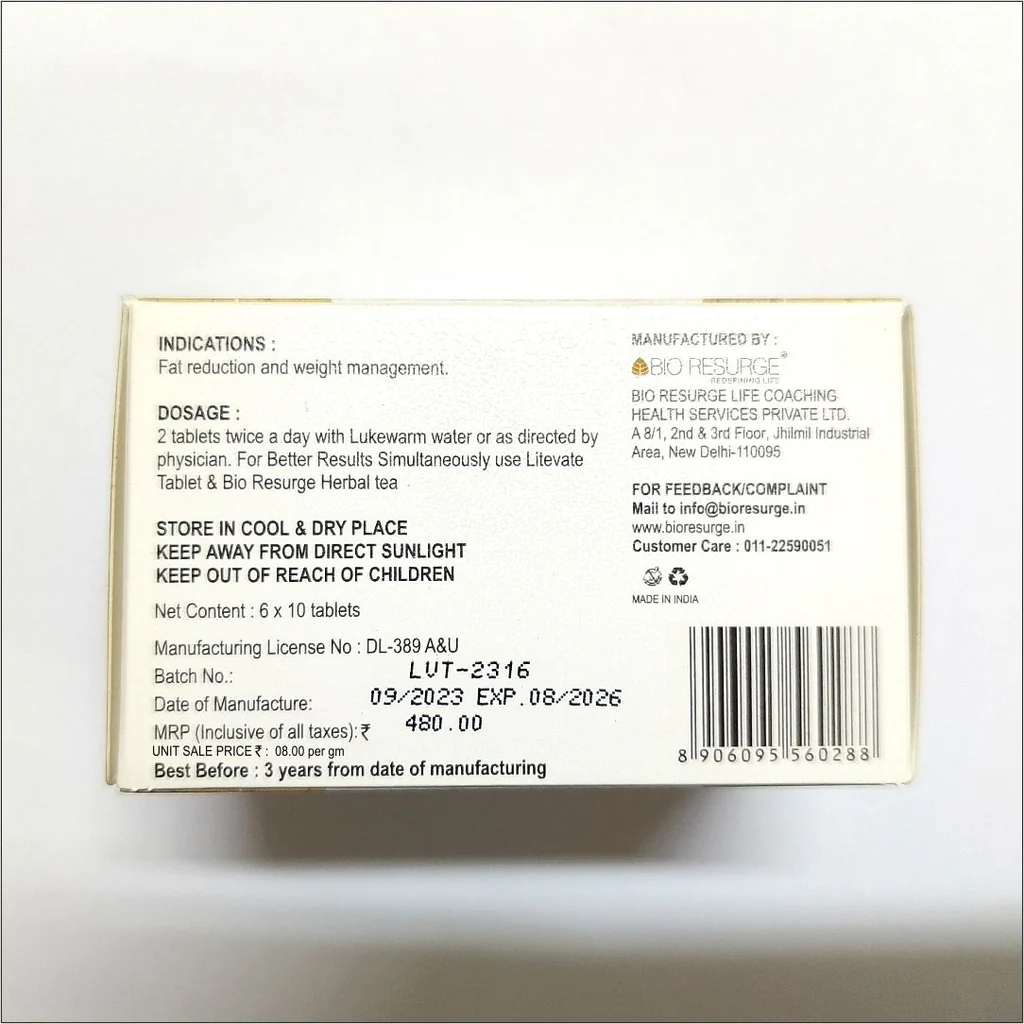 INDICATIONS :
Fat reduction and weight management.
DOSAGE :
2 tablets twice a day with Lukewarm water or as directed by
physician. For Better Results Simultaneously use Litevate
Tablet & Bio Resurge Herbal tea
STORE IN COOL & DRY PLACE
KEEP AWAY FROM DIRECT SUNLIGHT
KEEP OUT OF REACH OF CHILDREN
Net Content : 6 x 10 tablets
Manufacturing License No : DL-389 A&U
Batch No.: LVT-2316
Date of Manufacture: 09/2023 EXP.08/2026
MRP (Inclusive of all taxes):₹ 480.00
UNIT SALE PRICE ₹ : 08.00 per gm
Best Before : 3 years from date of manufacturing
MANUFACTURED BY :
BIO RESURGE®
REDEFINING LIFE
BIO RESURGE LIFE COACHING
HEALTH SERVICES PRIVATE LTD.
A 8/1, 2nd & 3rd Floor, Jhilmil Industrial
Area, New Delhi-110095
FOR FEEDBACK/COMPLAINT
Mail to info@bioresurge.in
www.bioresurge.in
Customer Care : 011-22590051
MADE IN INDIA
8 906095 560288